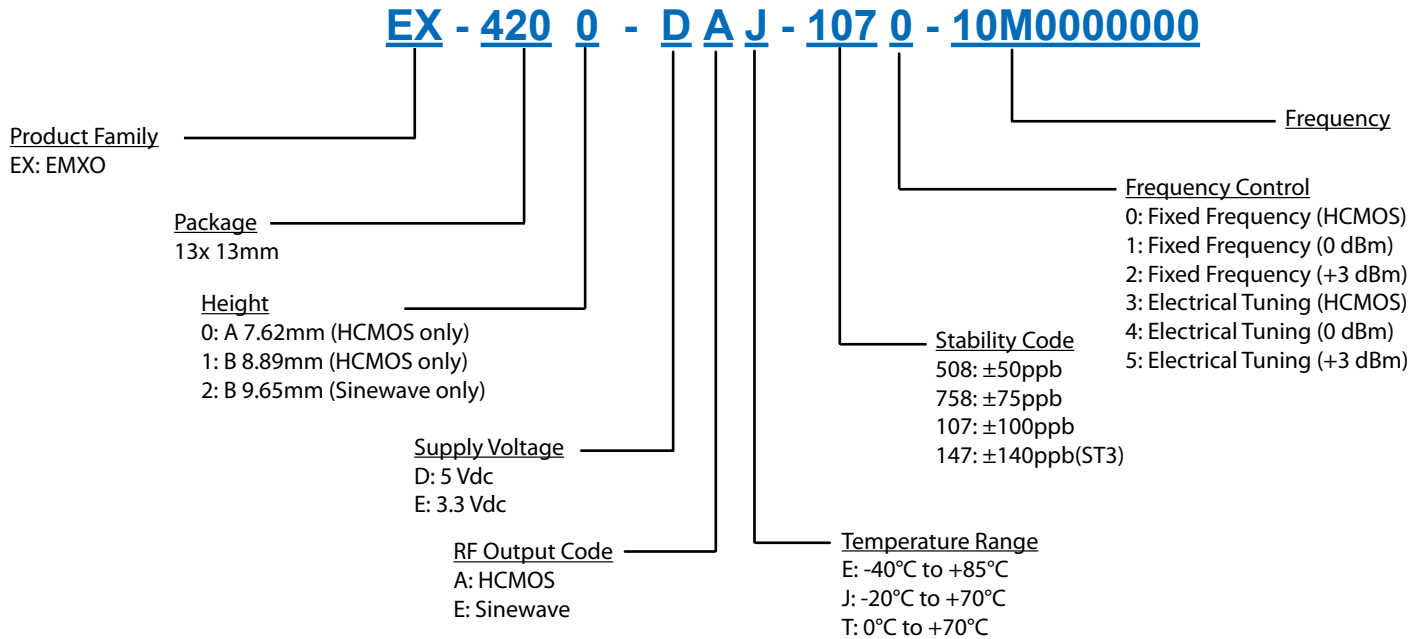 EX - 420 0 - D A J - 107 0 - 10M0000000
Product Family
EX: EMXO
Package
13x 13mm
Height
0: A 7.62mm (HCMOS only)
1: B 8.89mm (HCMOS only)
2: B 9.65mm (Sinewave only)
Supply Voltage
D: 5 Vdc
E: 3.3 Vdc
RF Output Code
A: HCMOS
E: Sinewave
Temperature Range
E: -40°C to +85°C
J: -20°C to +70°C
T: 0°C to +70°C
Stability Code
508: ±50ppb
758: ±75ppb
107: ±100ppb
147: ±140ppb(ST3)
Frequency Control
0: Fixed Frequency (HCMOS)
1: Fixed Frequency (0 dBm)
2: Fixed Frequency (+3 dBm)
3: Electrical Tuning (HCMOS)
4: Electrical Tuning (0 dBm)
5: Electrical Tuning (+3 dBm)
Frequency